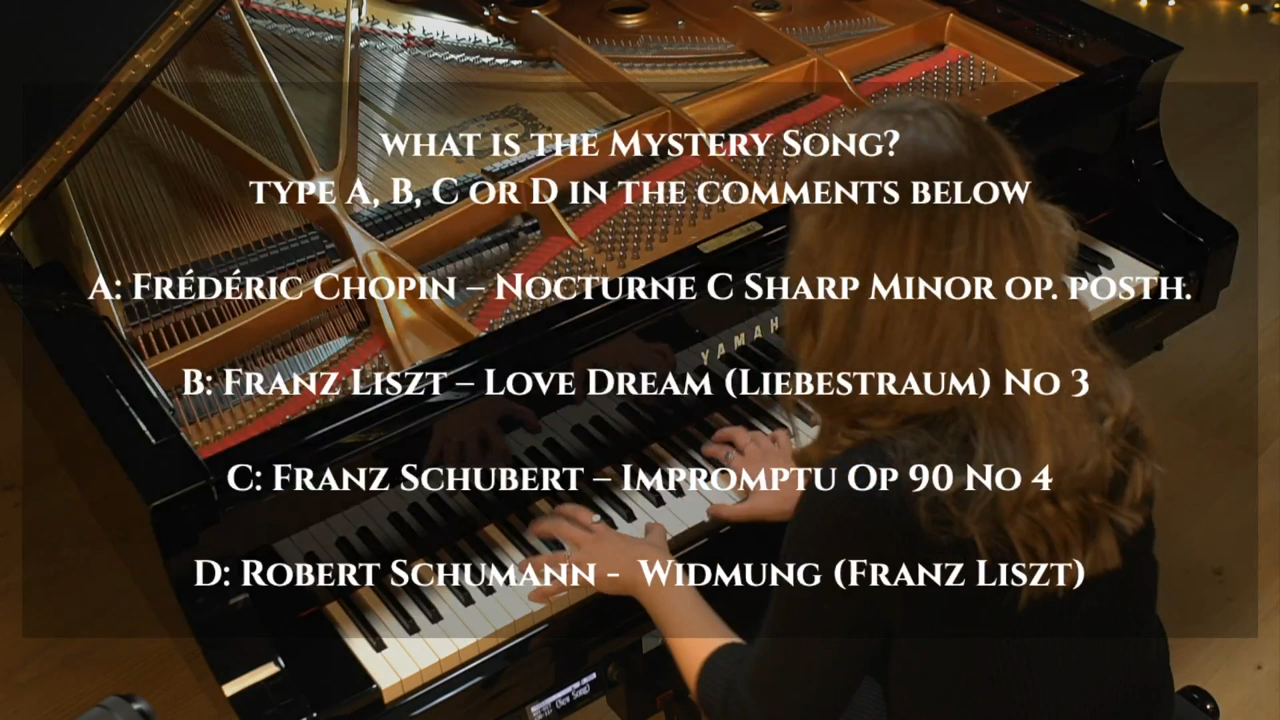 what is the Mystery Song?
type A, B, C or D in the comments below
A: Frédéric Chopin – Nocturne C Sharp Minor op. posth.
B: Franz Liszt – Love Dream (Liebestraum) No 3
C: Franz Schubert – Impromptu Op 90 No 4
D: Robert Schumann - Widmung (Franz Liszt)
YAMAH